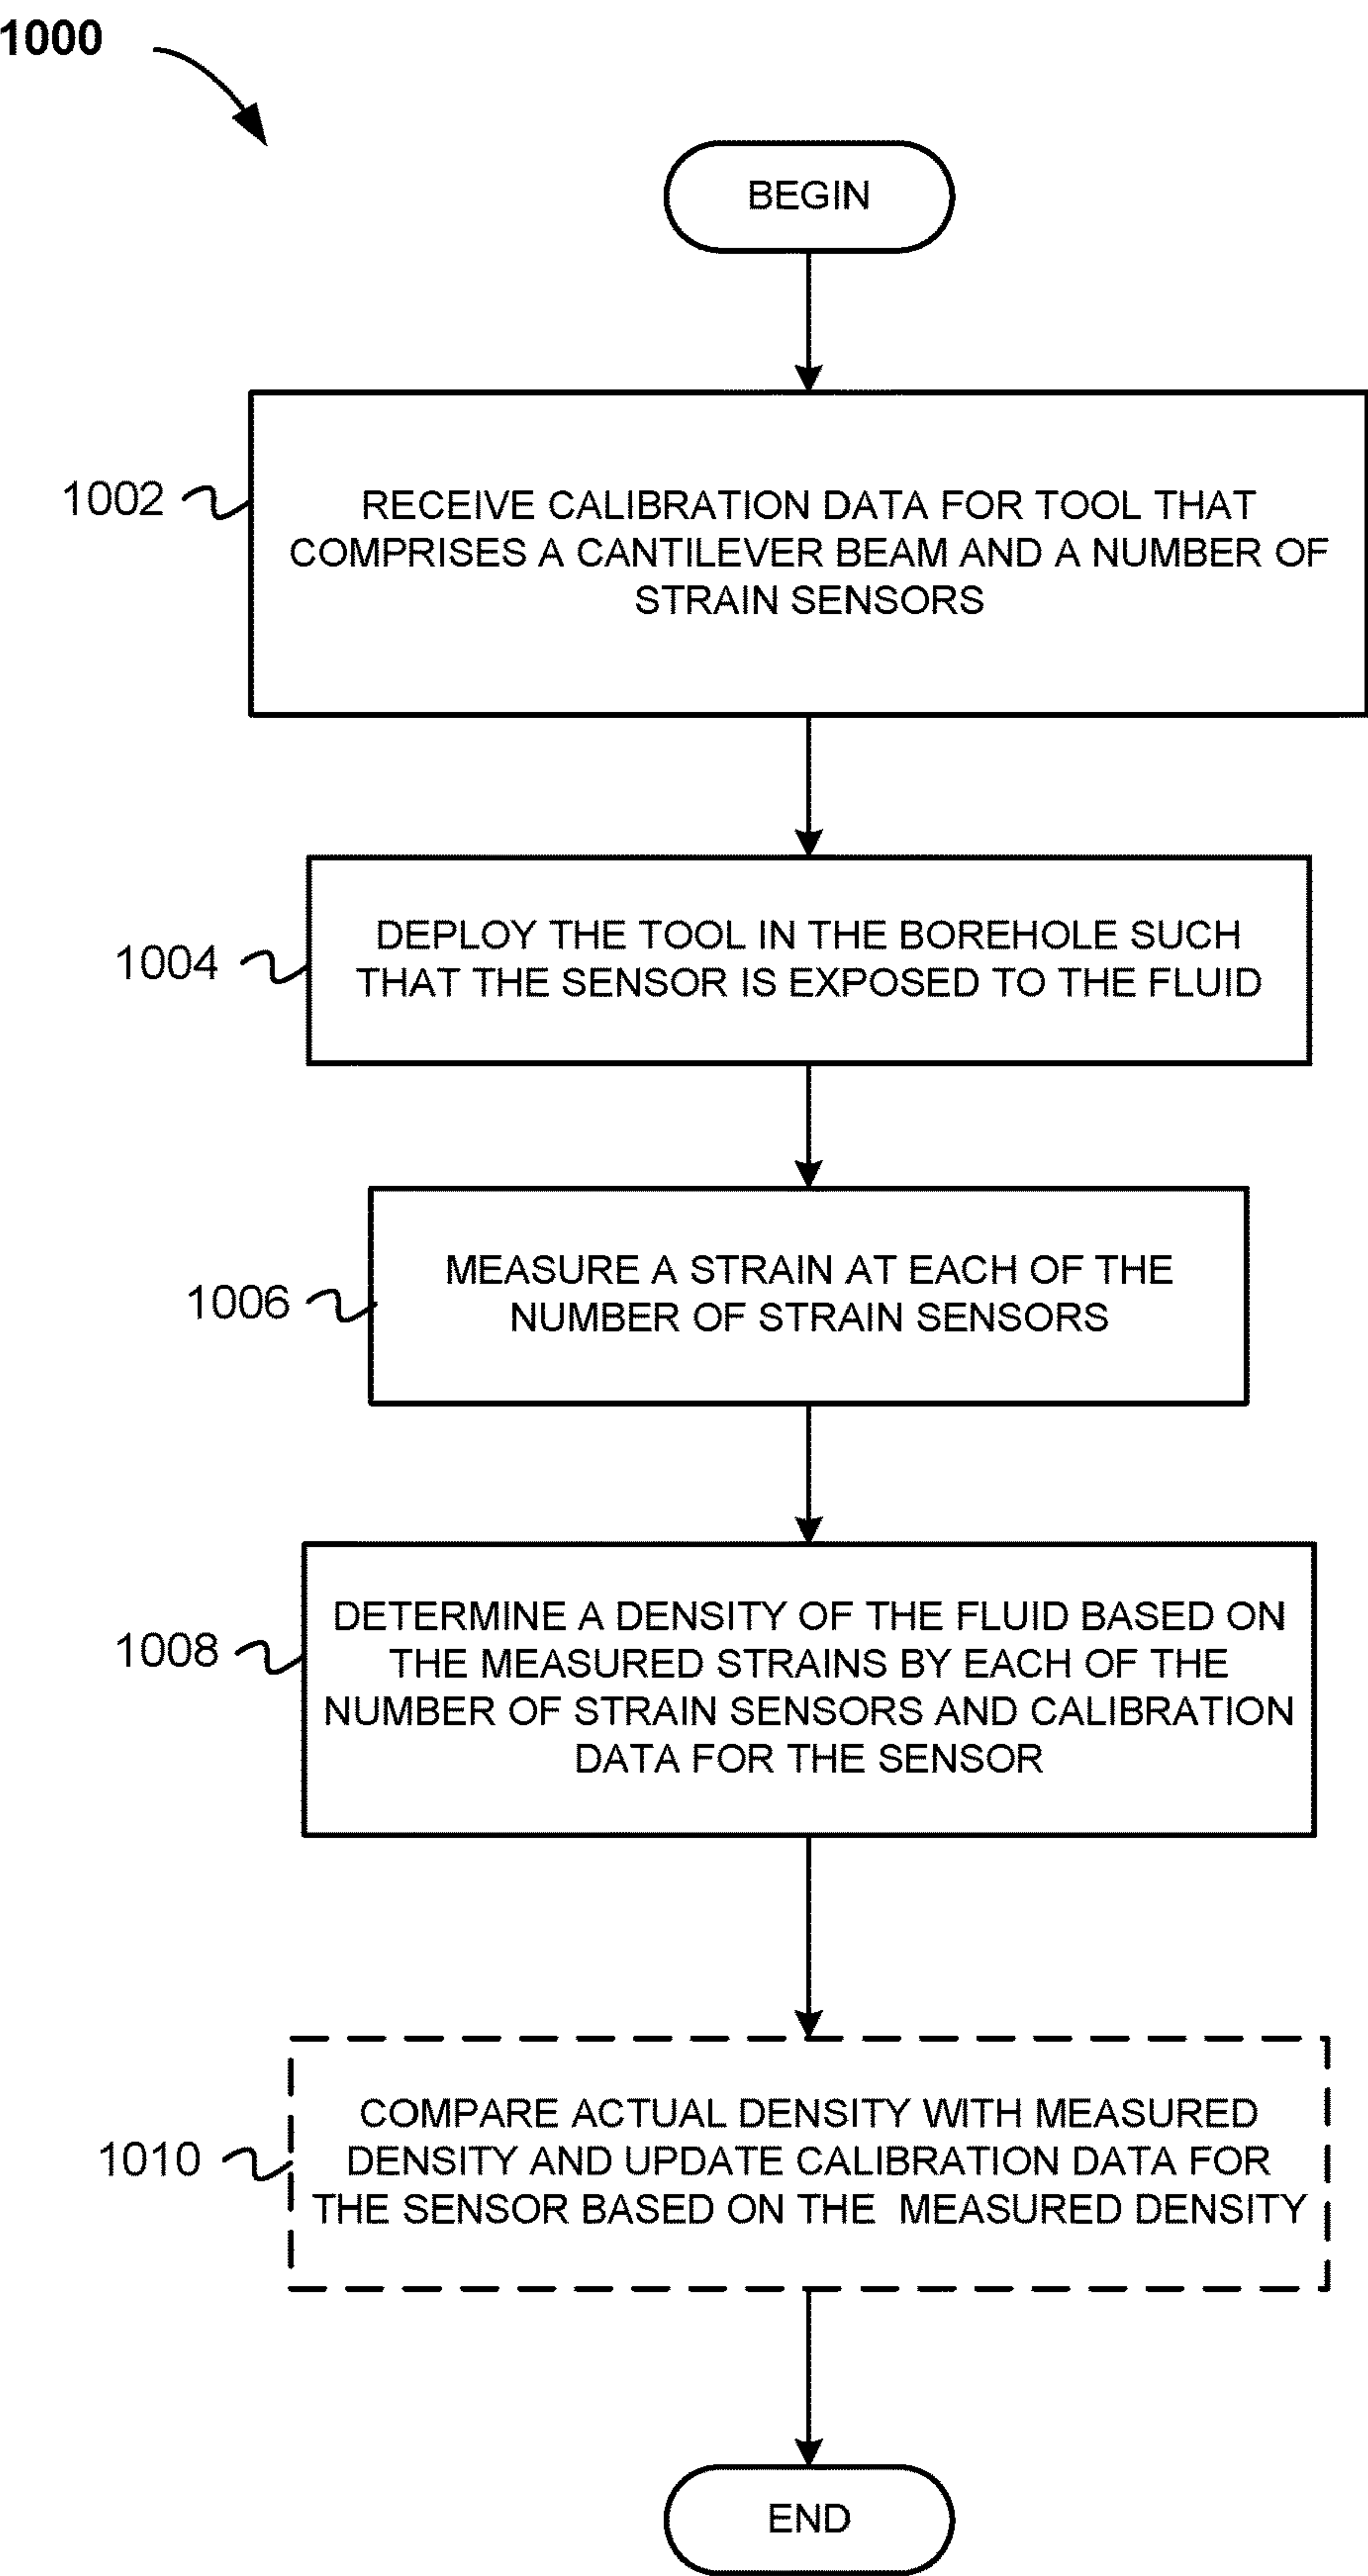 1000
BEGIN
1002
RECEIVE CALIBRATION DATA FOR TOOL THAT
COMPRISES A CANTILEVER BEAM AND A NUMBER OF
STRAIN SENSORS
1004
DEPLOY THE TOOL IN THE BOREHOLE SUCH
THAT THE SENSOR IS EXPOSED TO THE FLUID
1006
MEASURE A STRAIN AT EACH OF THE
NUMBER OF STRAIN SENSORS
1008
DETERMINE A DENSITY OF THE FLUID BASED ON
THE MEASURED STRAINS BY EACH OF THE
NUMBER OF STRAIN SENSORS AND CALIBRATION
DATA FOR THE SENSOR
1010
COMPARE ACTUAL DENSITY WITH MEASURED
DENSITY AND UPDATE CALIBRATION DATA FOR
THE SENSOR BASED ON THE MEASURED DENSITY
END